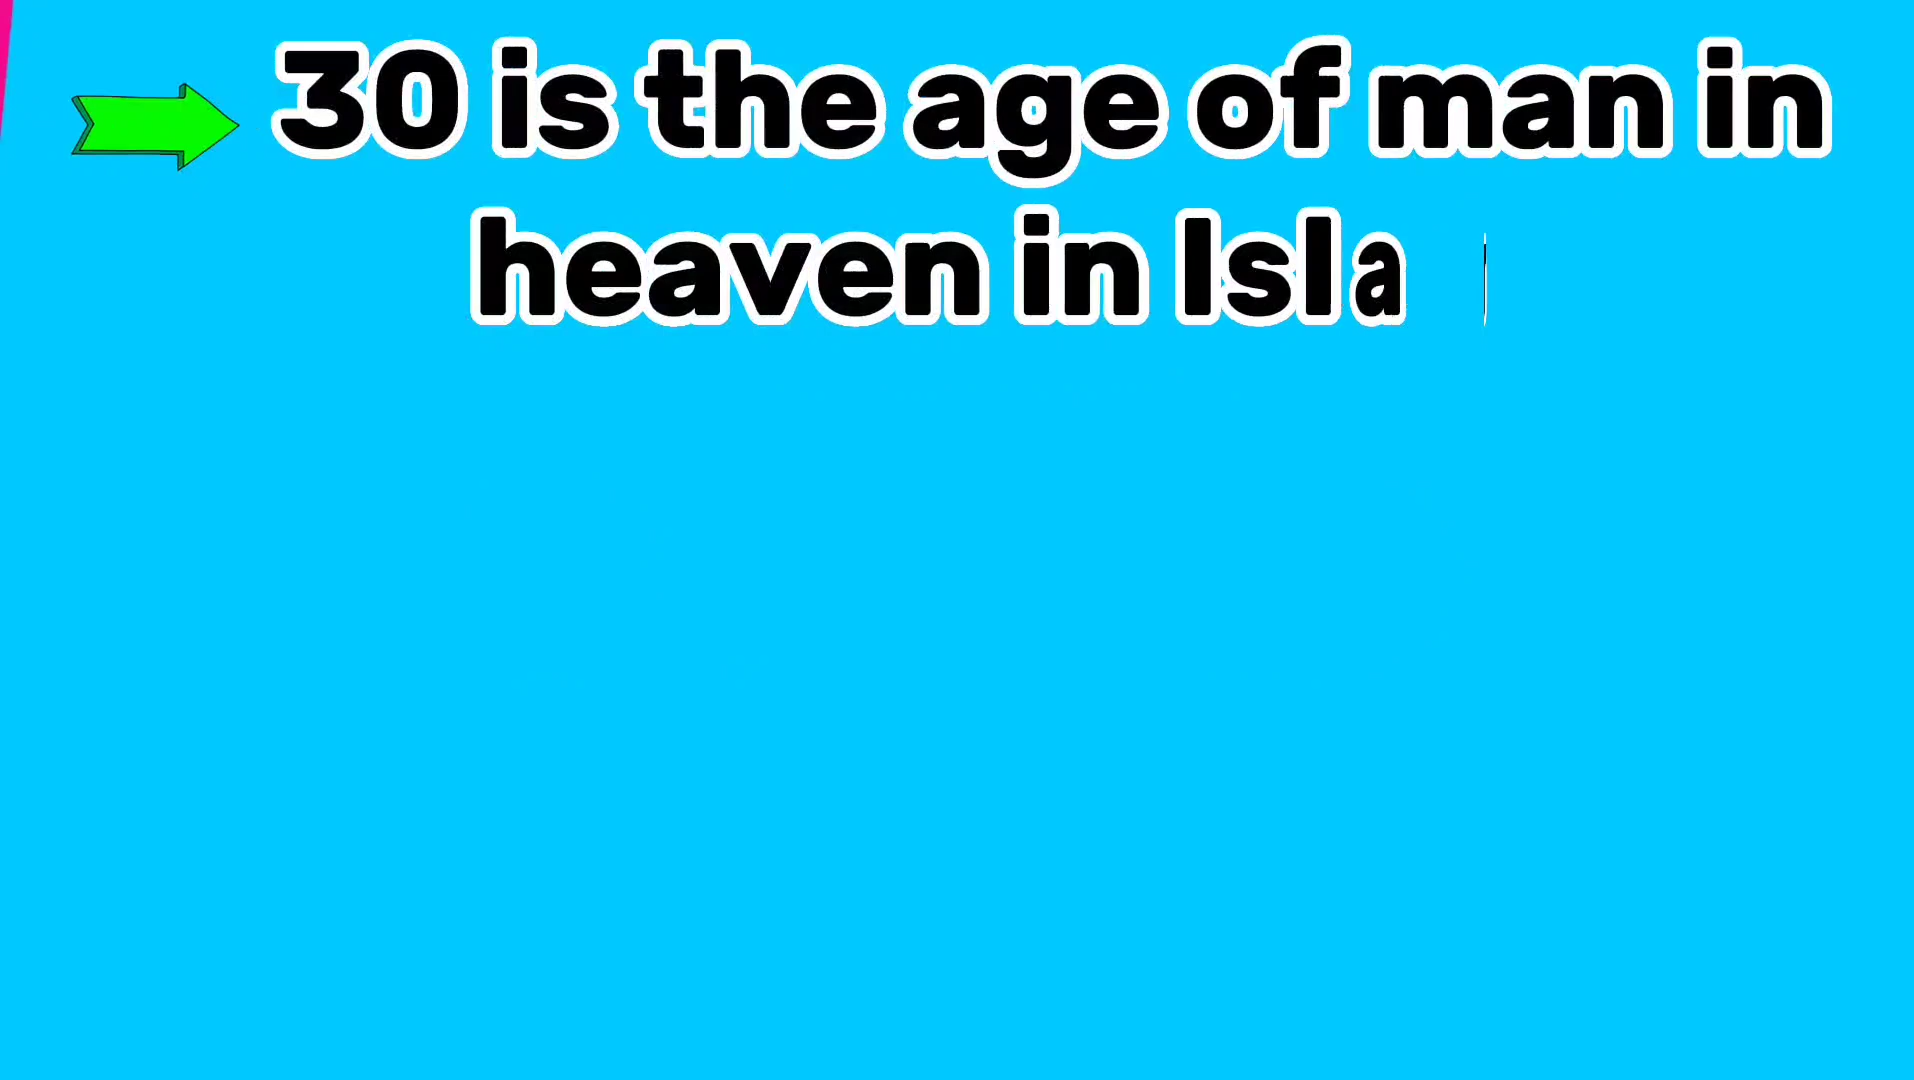 30 is the age of man in
heaven in Isla